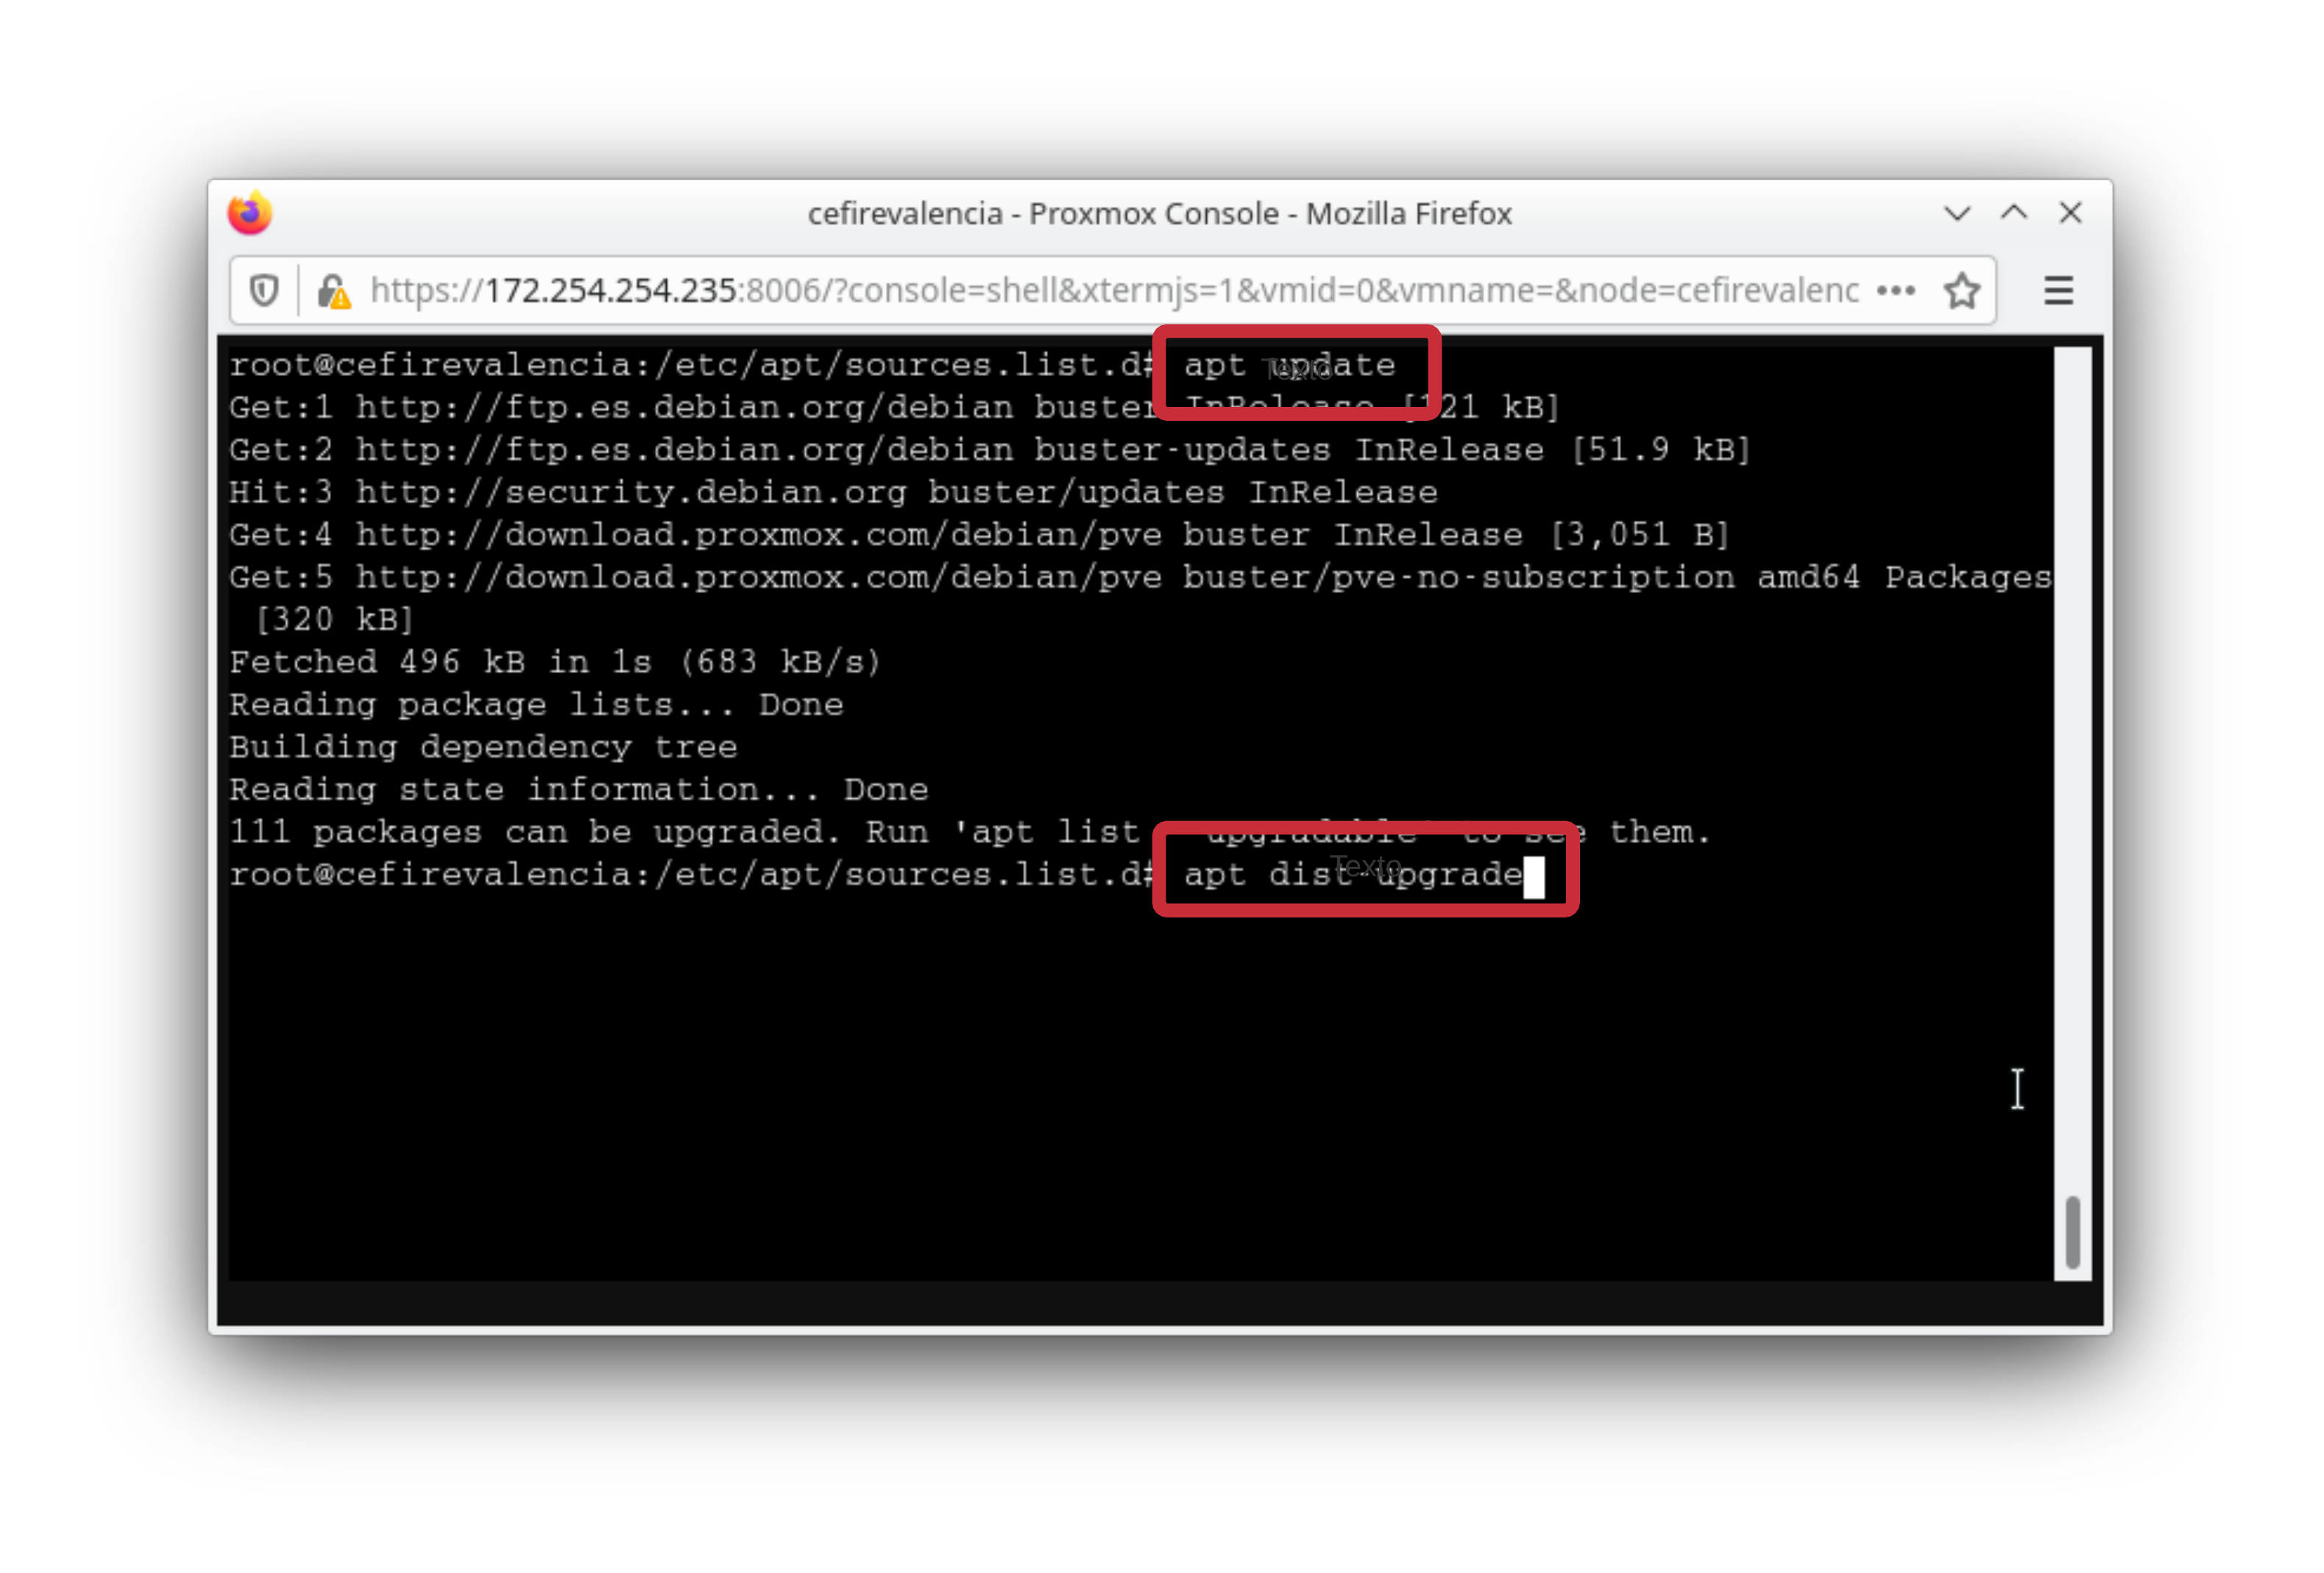 cefirevalencia - Proxmox Console - Mozilla Firefox
https://172.254.254.235:8006/?console=shell&xtermjs=1&vmid=0&vmname=&node=cefirevalenc
root@cefirevalencia:/etc/apt/sources.list.d# apt update
Texto
Get:1 http://ftp.es.debian.org/debian buster InRelease [121 kB]
Get:2 http://ftp.es.debian.org/debian buster-updates InRelease [51.9 kB]
Hit:3 http://security.debian.org buster/updates InRelease
Get:4 http://download.proxmox.com/debian/pve buster InRelease [3,051 B]
Get:5 http://download.proxmox.com/debian/pve buster/pve-no-subscription amd64 Packages
[320 kB]
Fetched 496 kB in 1s (683 kB/s)
Reading package lists... Done
Building dependency tree
Reading state information... Done
111 packages can be upgraded. Run 'apt list upgradable' to see them.
root@cefirevalencia:/etc/apt/sources.list.d# apt dist-upgrade
Texto